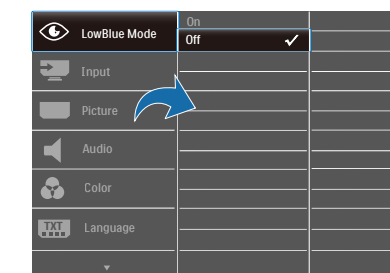 LowBlue Mode
On
Off
Input
Picture
Audio
Color
TXT
Language